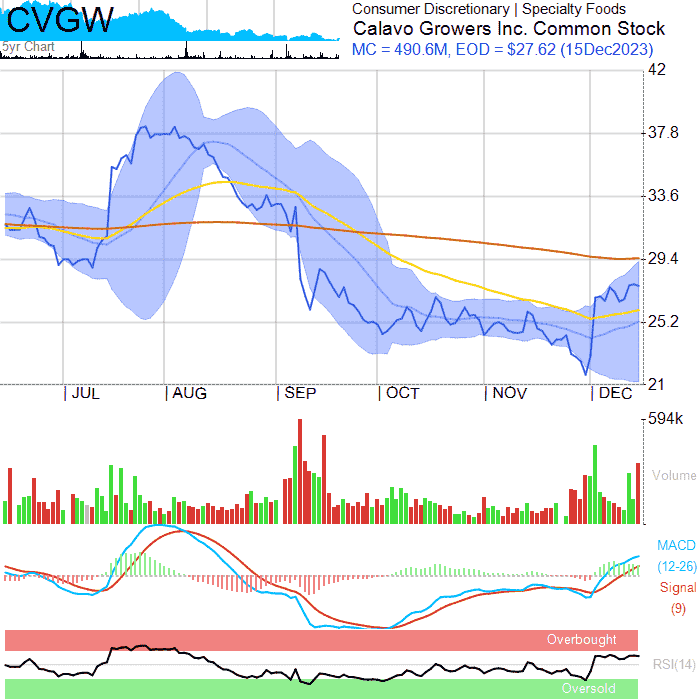 CVGW
5yr Chart
Consumer Discretionary | Specialty Foods
Calavo Growers Inc. Common Stock
MC = 490.6M, EOD = $27.62 (15Dec2023)
42
37.8
33.6
29.4
25.2
21
JUL
AUG
SEP
OCT
NOV
DEC
594k
Volume
MACD
(12-26)
Signal
(9)
Overbought
RSI(14)
Oversold